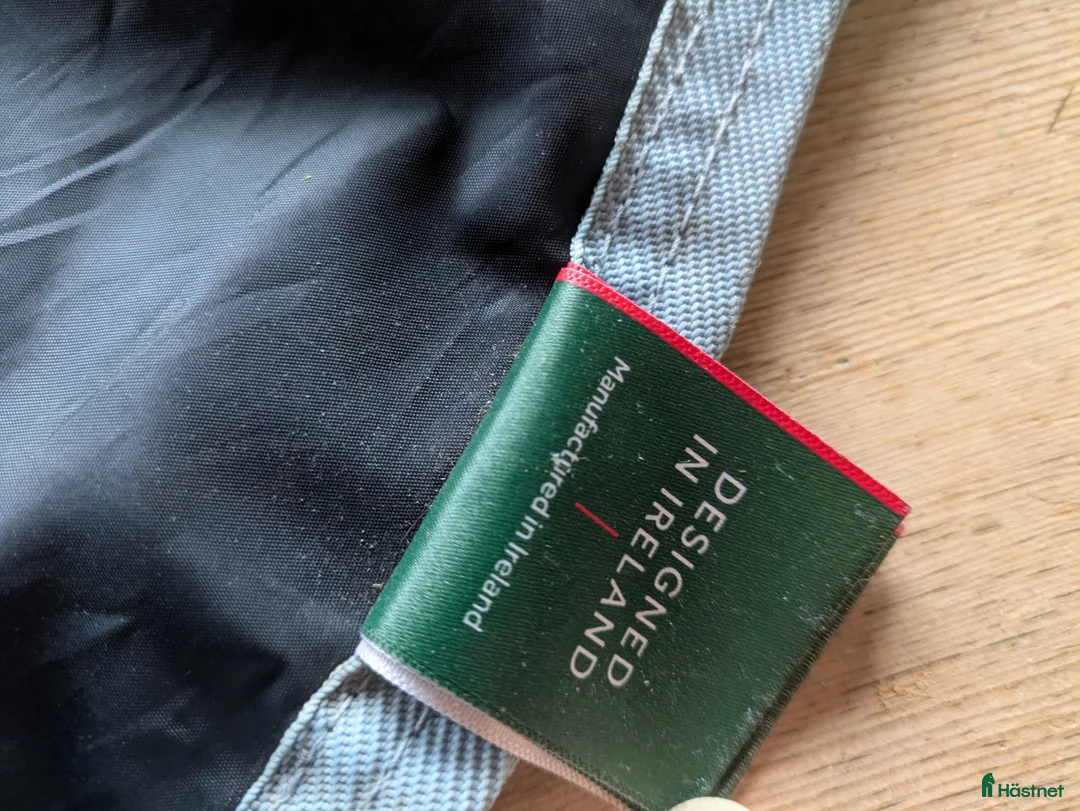 DESIGNED
IN IRELAND
Manufactured in Ireland
Hästnet